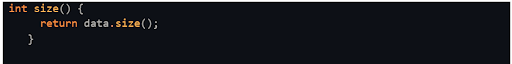 int size() {
return data.size();
}